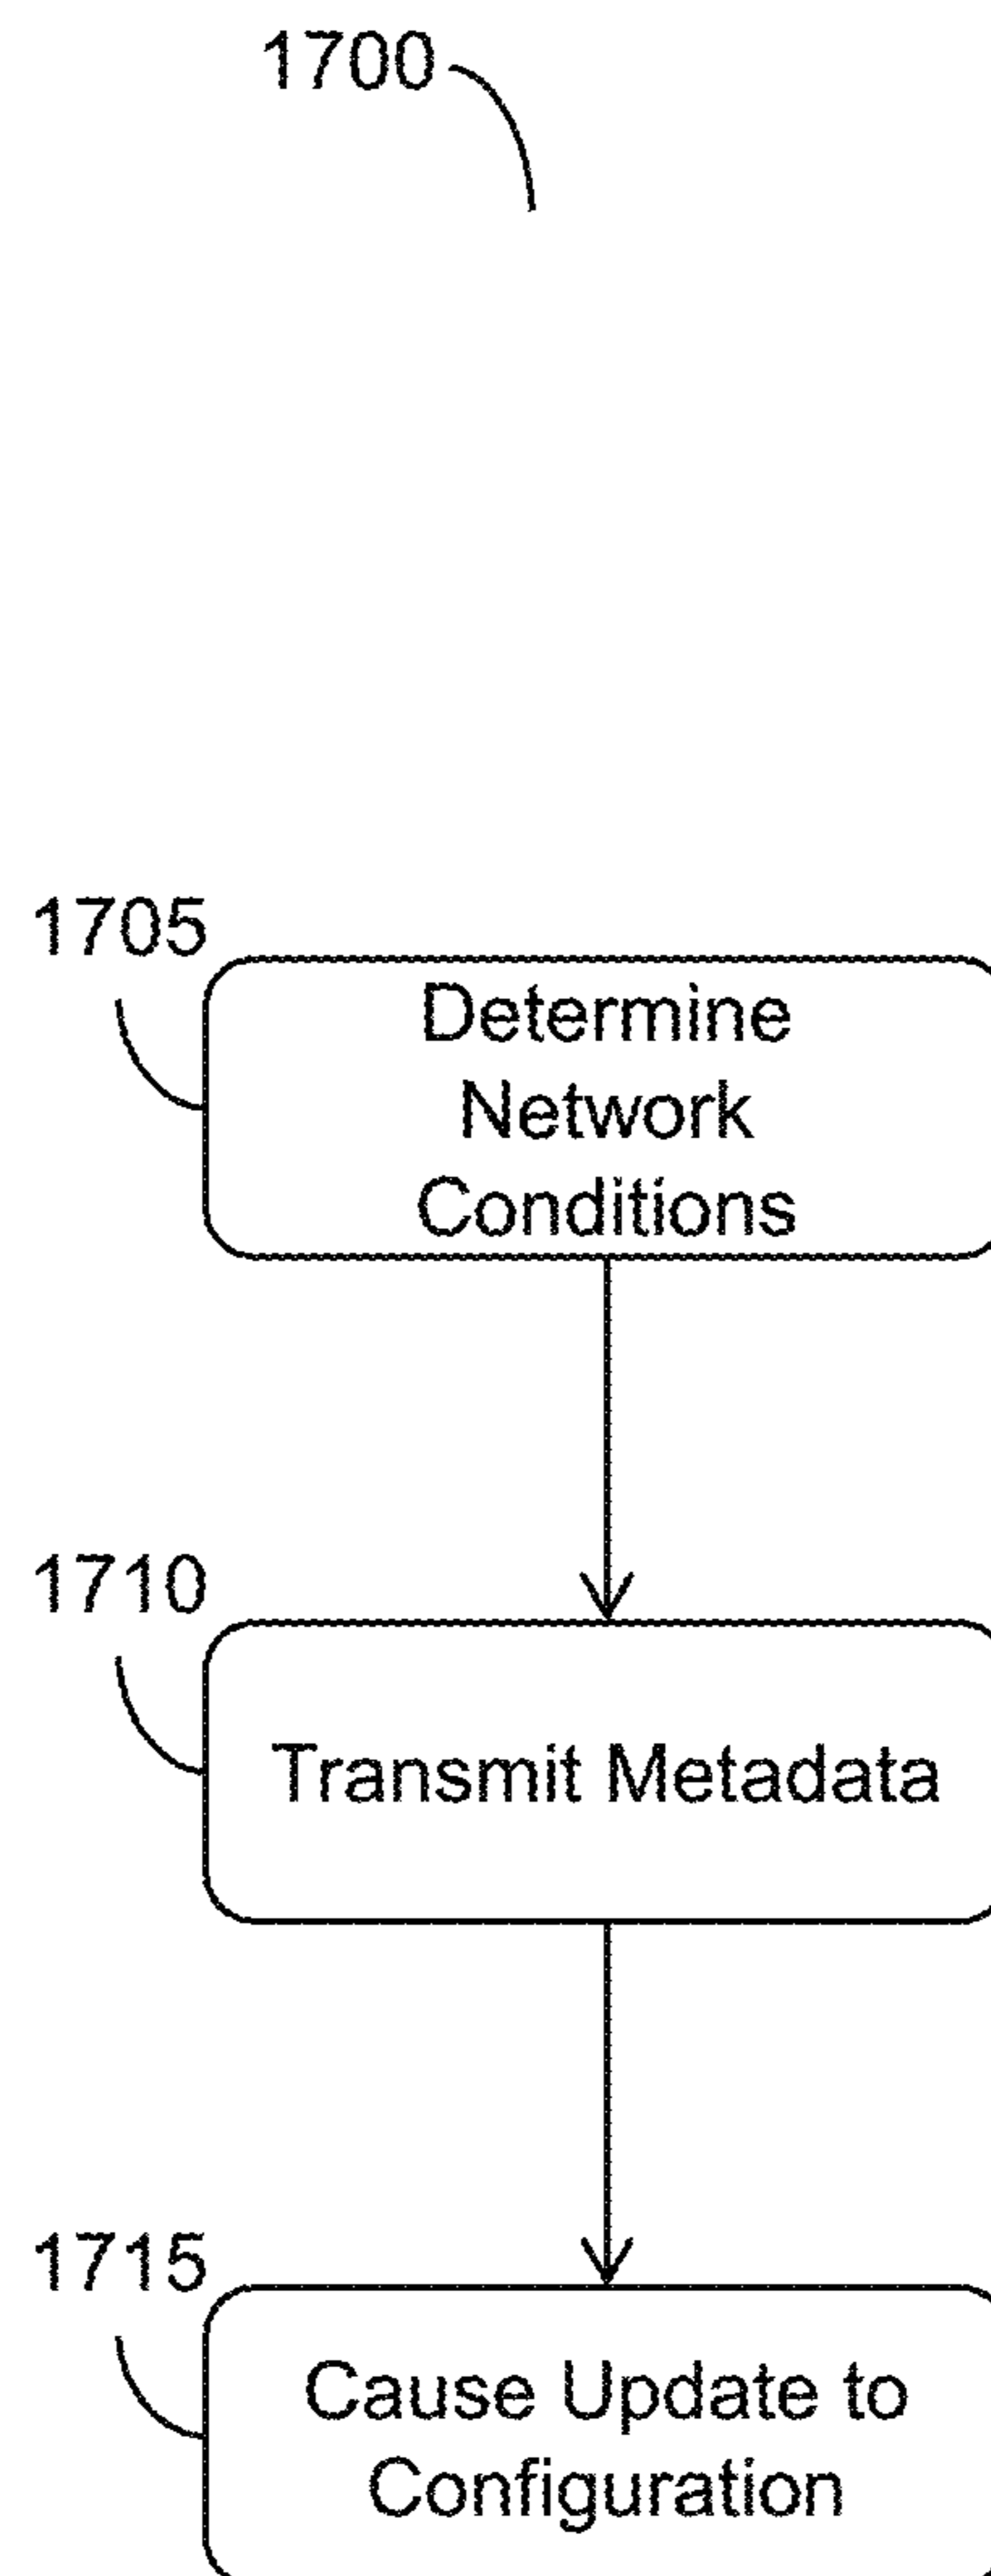 1700
1705
Determine
Network
Conditions
1710
Transmit Metadata
1715
Cause Update to
Configuration